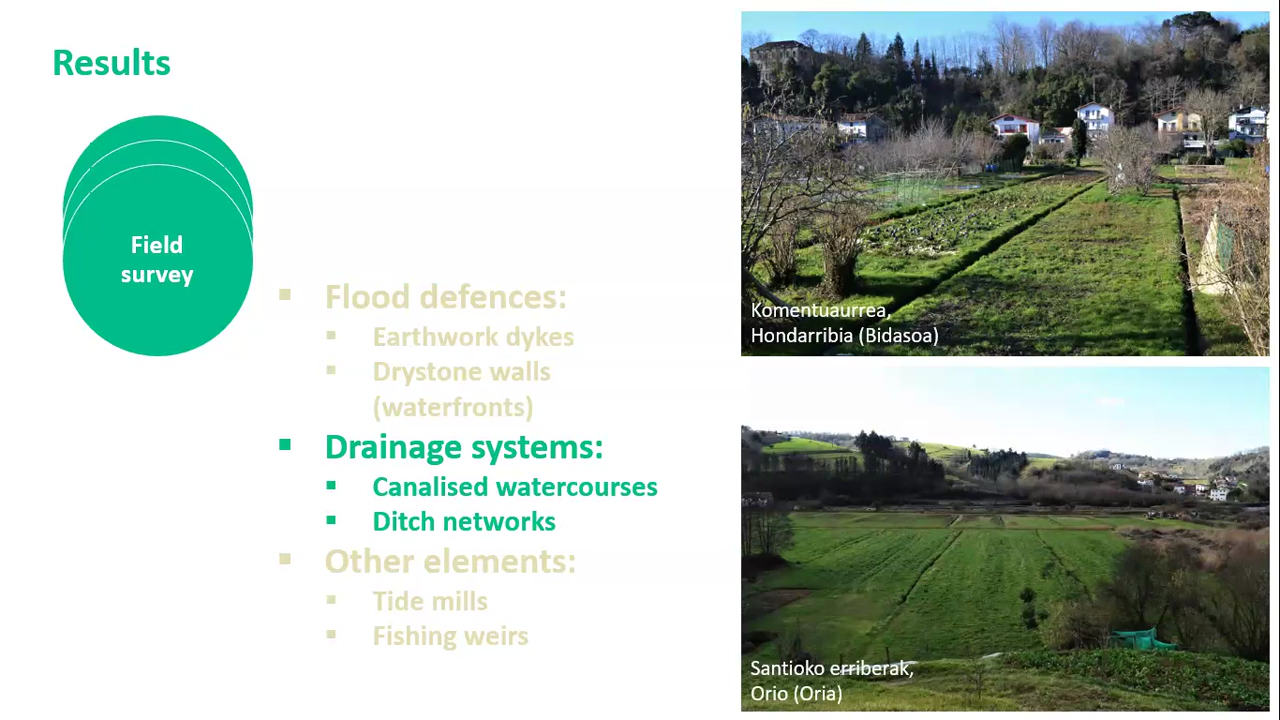 Results
Field
survey
▪ Flood defences:
▪ Earthwork dykes
▪ Drystone walls
(waterfronts)
▪ Drainage systems:
▪ Canalised watercourses
▪ Ditch networks
▪ Other elements:
▪ Tide mills
▪ Fishing weirs
Komentuaurrea,
Hondarribia (Bidasoa)
Santioko erriberak,
Orio (Oria)